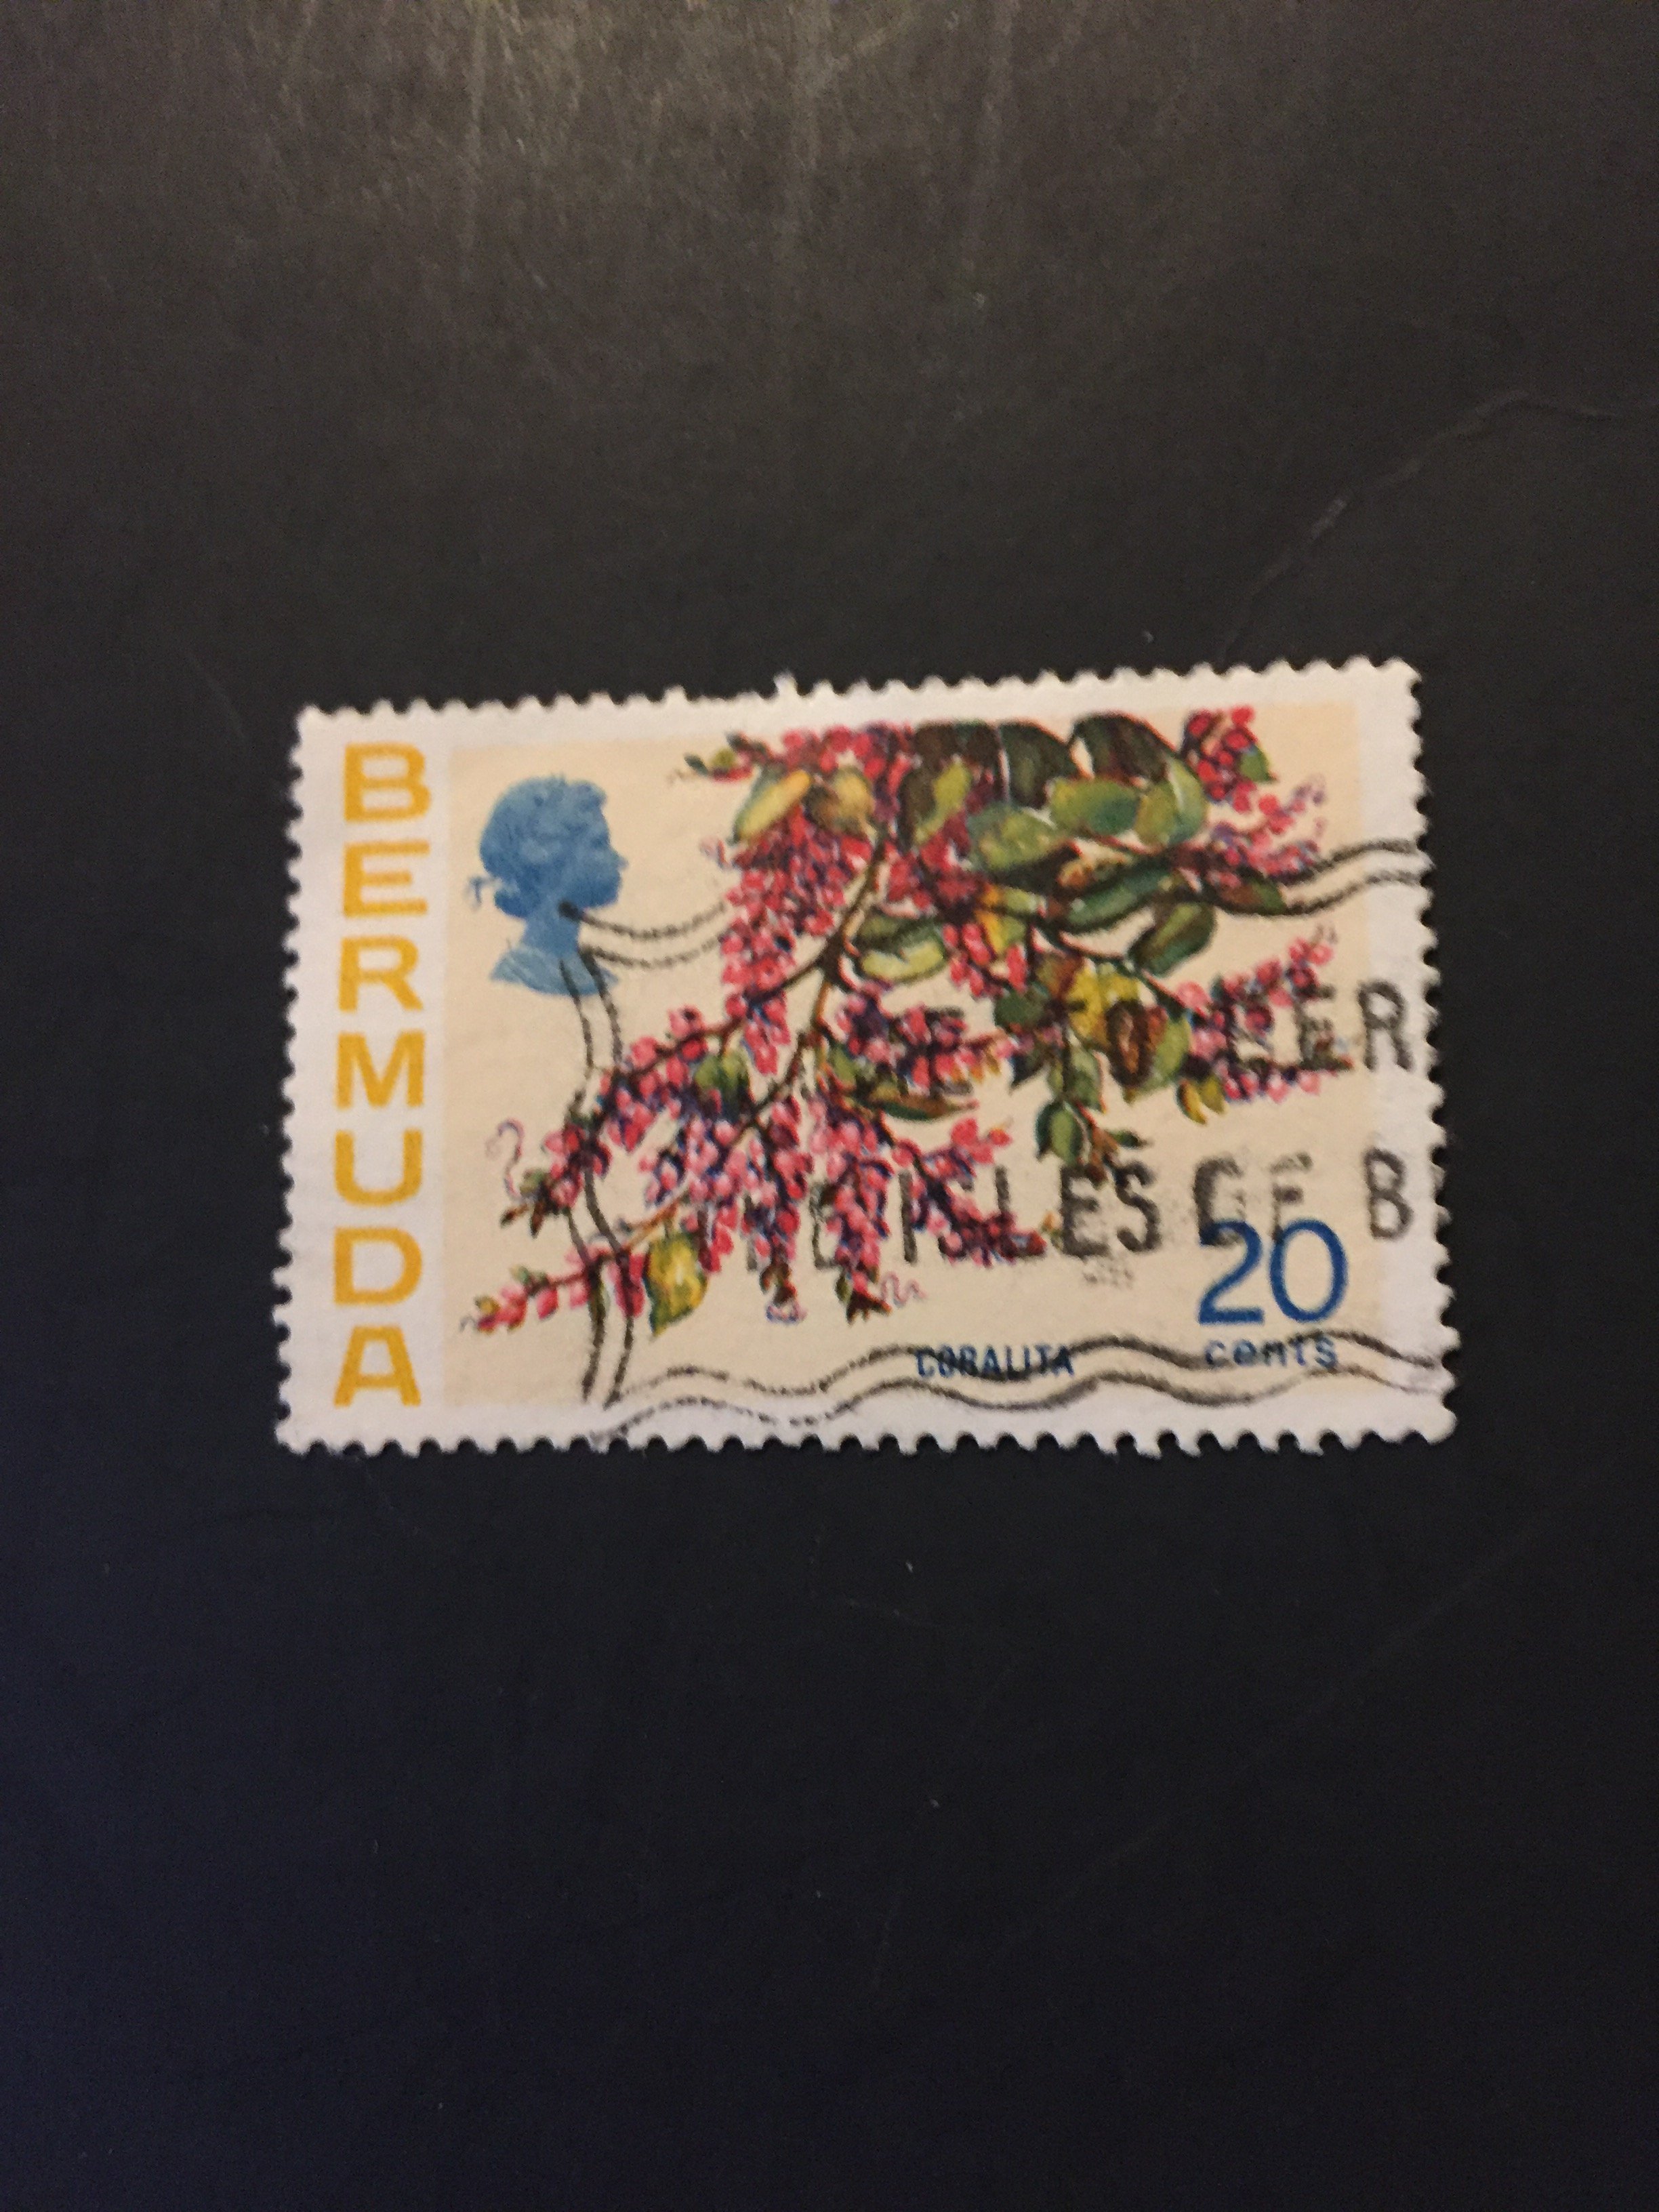 BERMUDA
ISLES OF B
20
cents
CORALITA